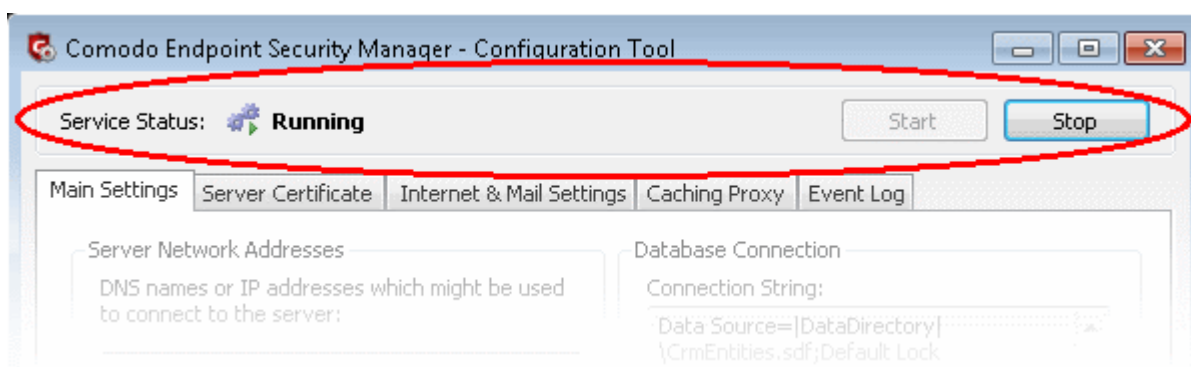 Comodo Endpoint Security Manager - Configuration Tool
Service Status: Running Start Stop
Main Settings Server Certificate Internet & Mail Settings Caching Proxy Event Log
Server Network Addresses Database Connection
DNS names or IP addresses which might be used Connection String:
to connect to the server: Data Source=|DataDirectory|
\CrmEntities.sdf;Default Lock